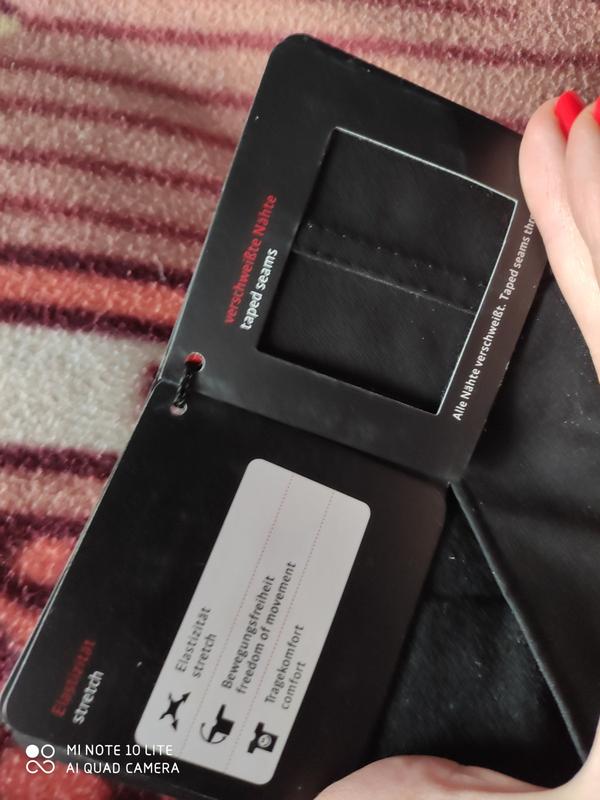 verschweißte Nähte
taped seams
Alle Nähte verschweißt. Taped seams
Elastizität
stretch
Elastizität
stretch
Bewegungsfreiheit
freedom of movement
Tragekomfort
comfort
MI NOTE 10 LITE
AI QUAD CAMERA